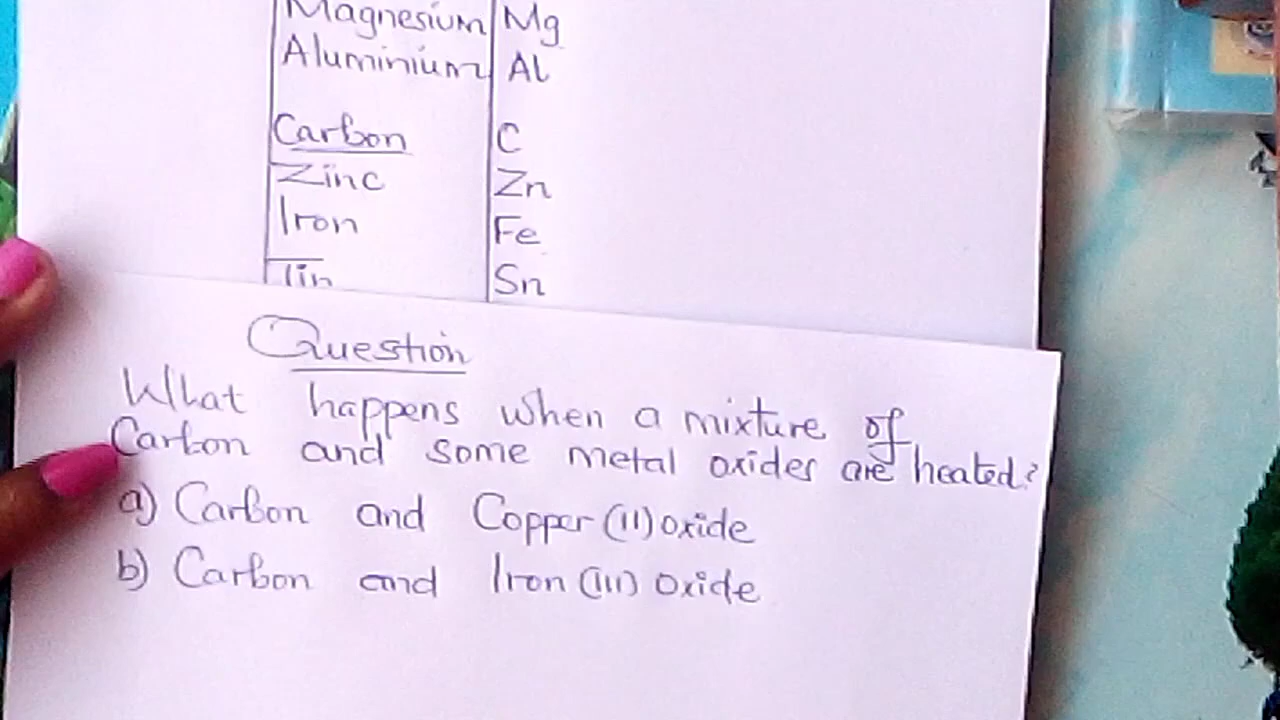 Magnesium Mg
Aluminium Al
Carbon C
Zinc Zn
Iron Fe
Tin Sn
Question
What happens when a mixture of
Carbon and some metal oxides are heated?
a) Carbon and Copper (II) oxide
b) Carbon and Iron (III) Oxide